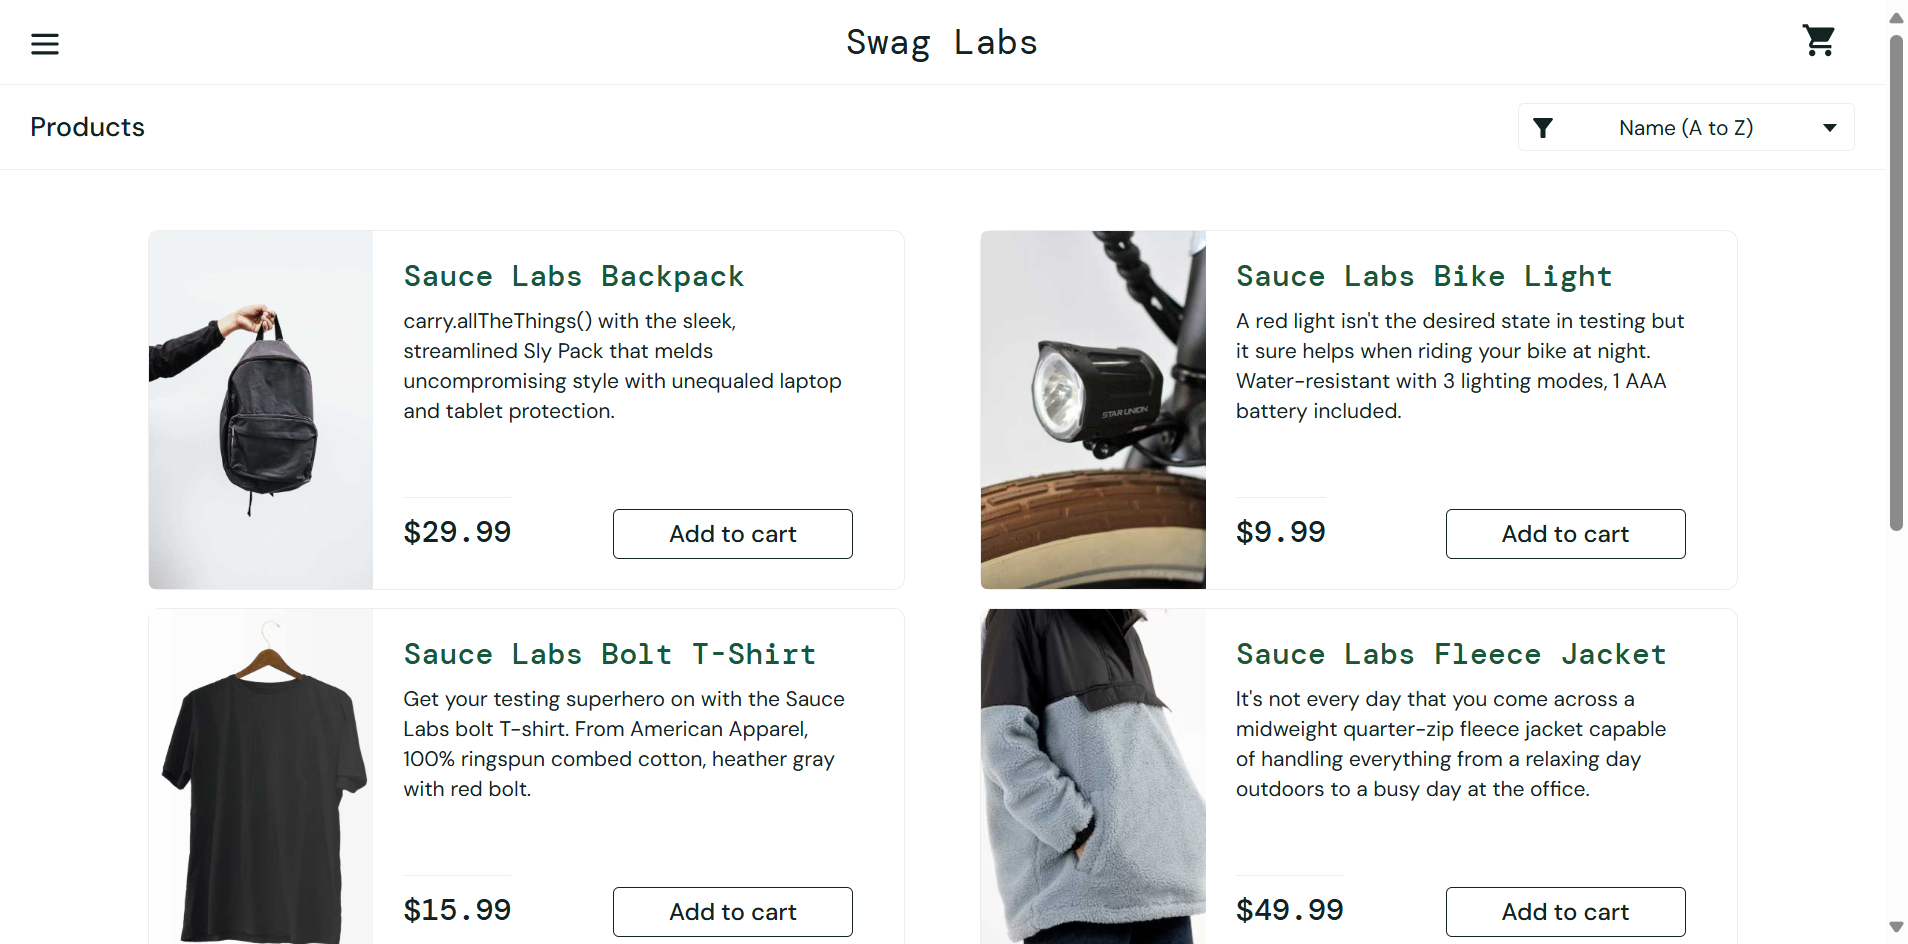 Swag Labs
Products
Name (A to Z)
Sauce Labs Backpack
carry.allTheThings() with the sleek,
streamlined Sly Pack that melds
uncompromising style with unequaled laptop
and tablet protection.
$29.99
Add to cart
Sauce Labs Bike Light
A red light isn't the desired state in testing but
it sure helps when riding your bike at night.
Water-resistant with 3 lighting modes, 1 AAA
battery included.
STAR UNION
$9.99
Add to cart
Sauce Labs Bolt T-Shirt
Get your testing superhero on with the Sauce
Labs bolt T-shirt. From American Apparel,
100% ringspun combed cotton, heather gray
with red bolt.
$15.99
Add to cart
Sauce Labs Fleece Jacket
It's not every day that you come across a
midweight quarter-zip fleece jacket capable
of handling everything from a relaxing day
outdoors to a busy day at the office.
$49.99
Add to cart